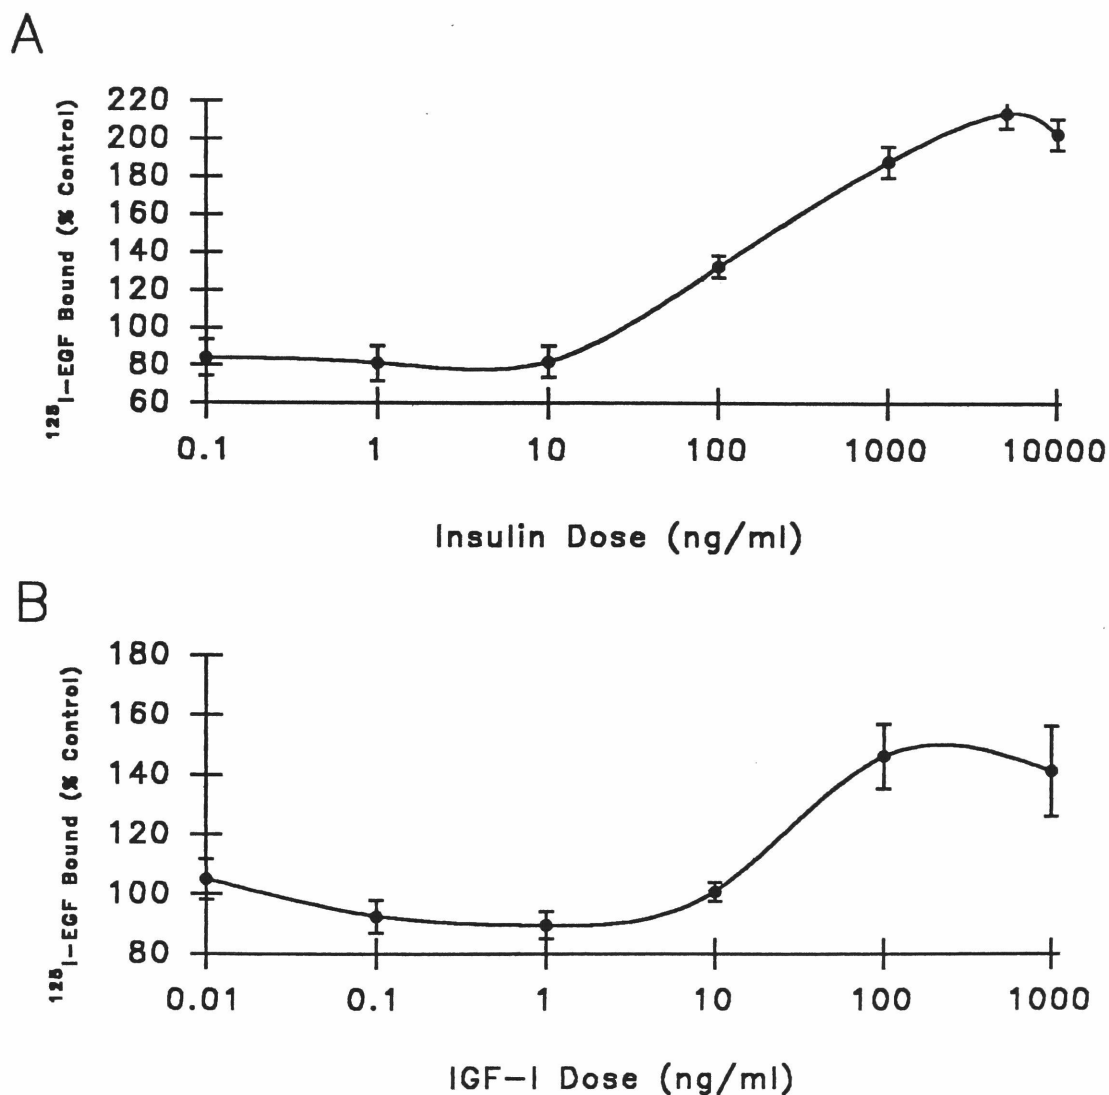 A
¹²⁵I-EGF Bound (% Control)
220
200
180
160
140
120
100
80
60
0.1 1 10 100 1000 10000
Insulin Dose (ng/ml)
B
¹²⁵I-EGF Bound (% Control)
180
160
140
120
100
80
0.01 0.1 1 10 100 1000
IGF-I Dose (ng/ml)